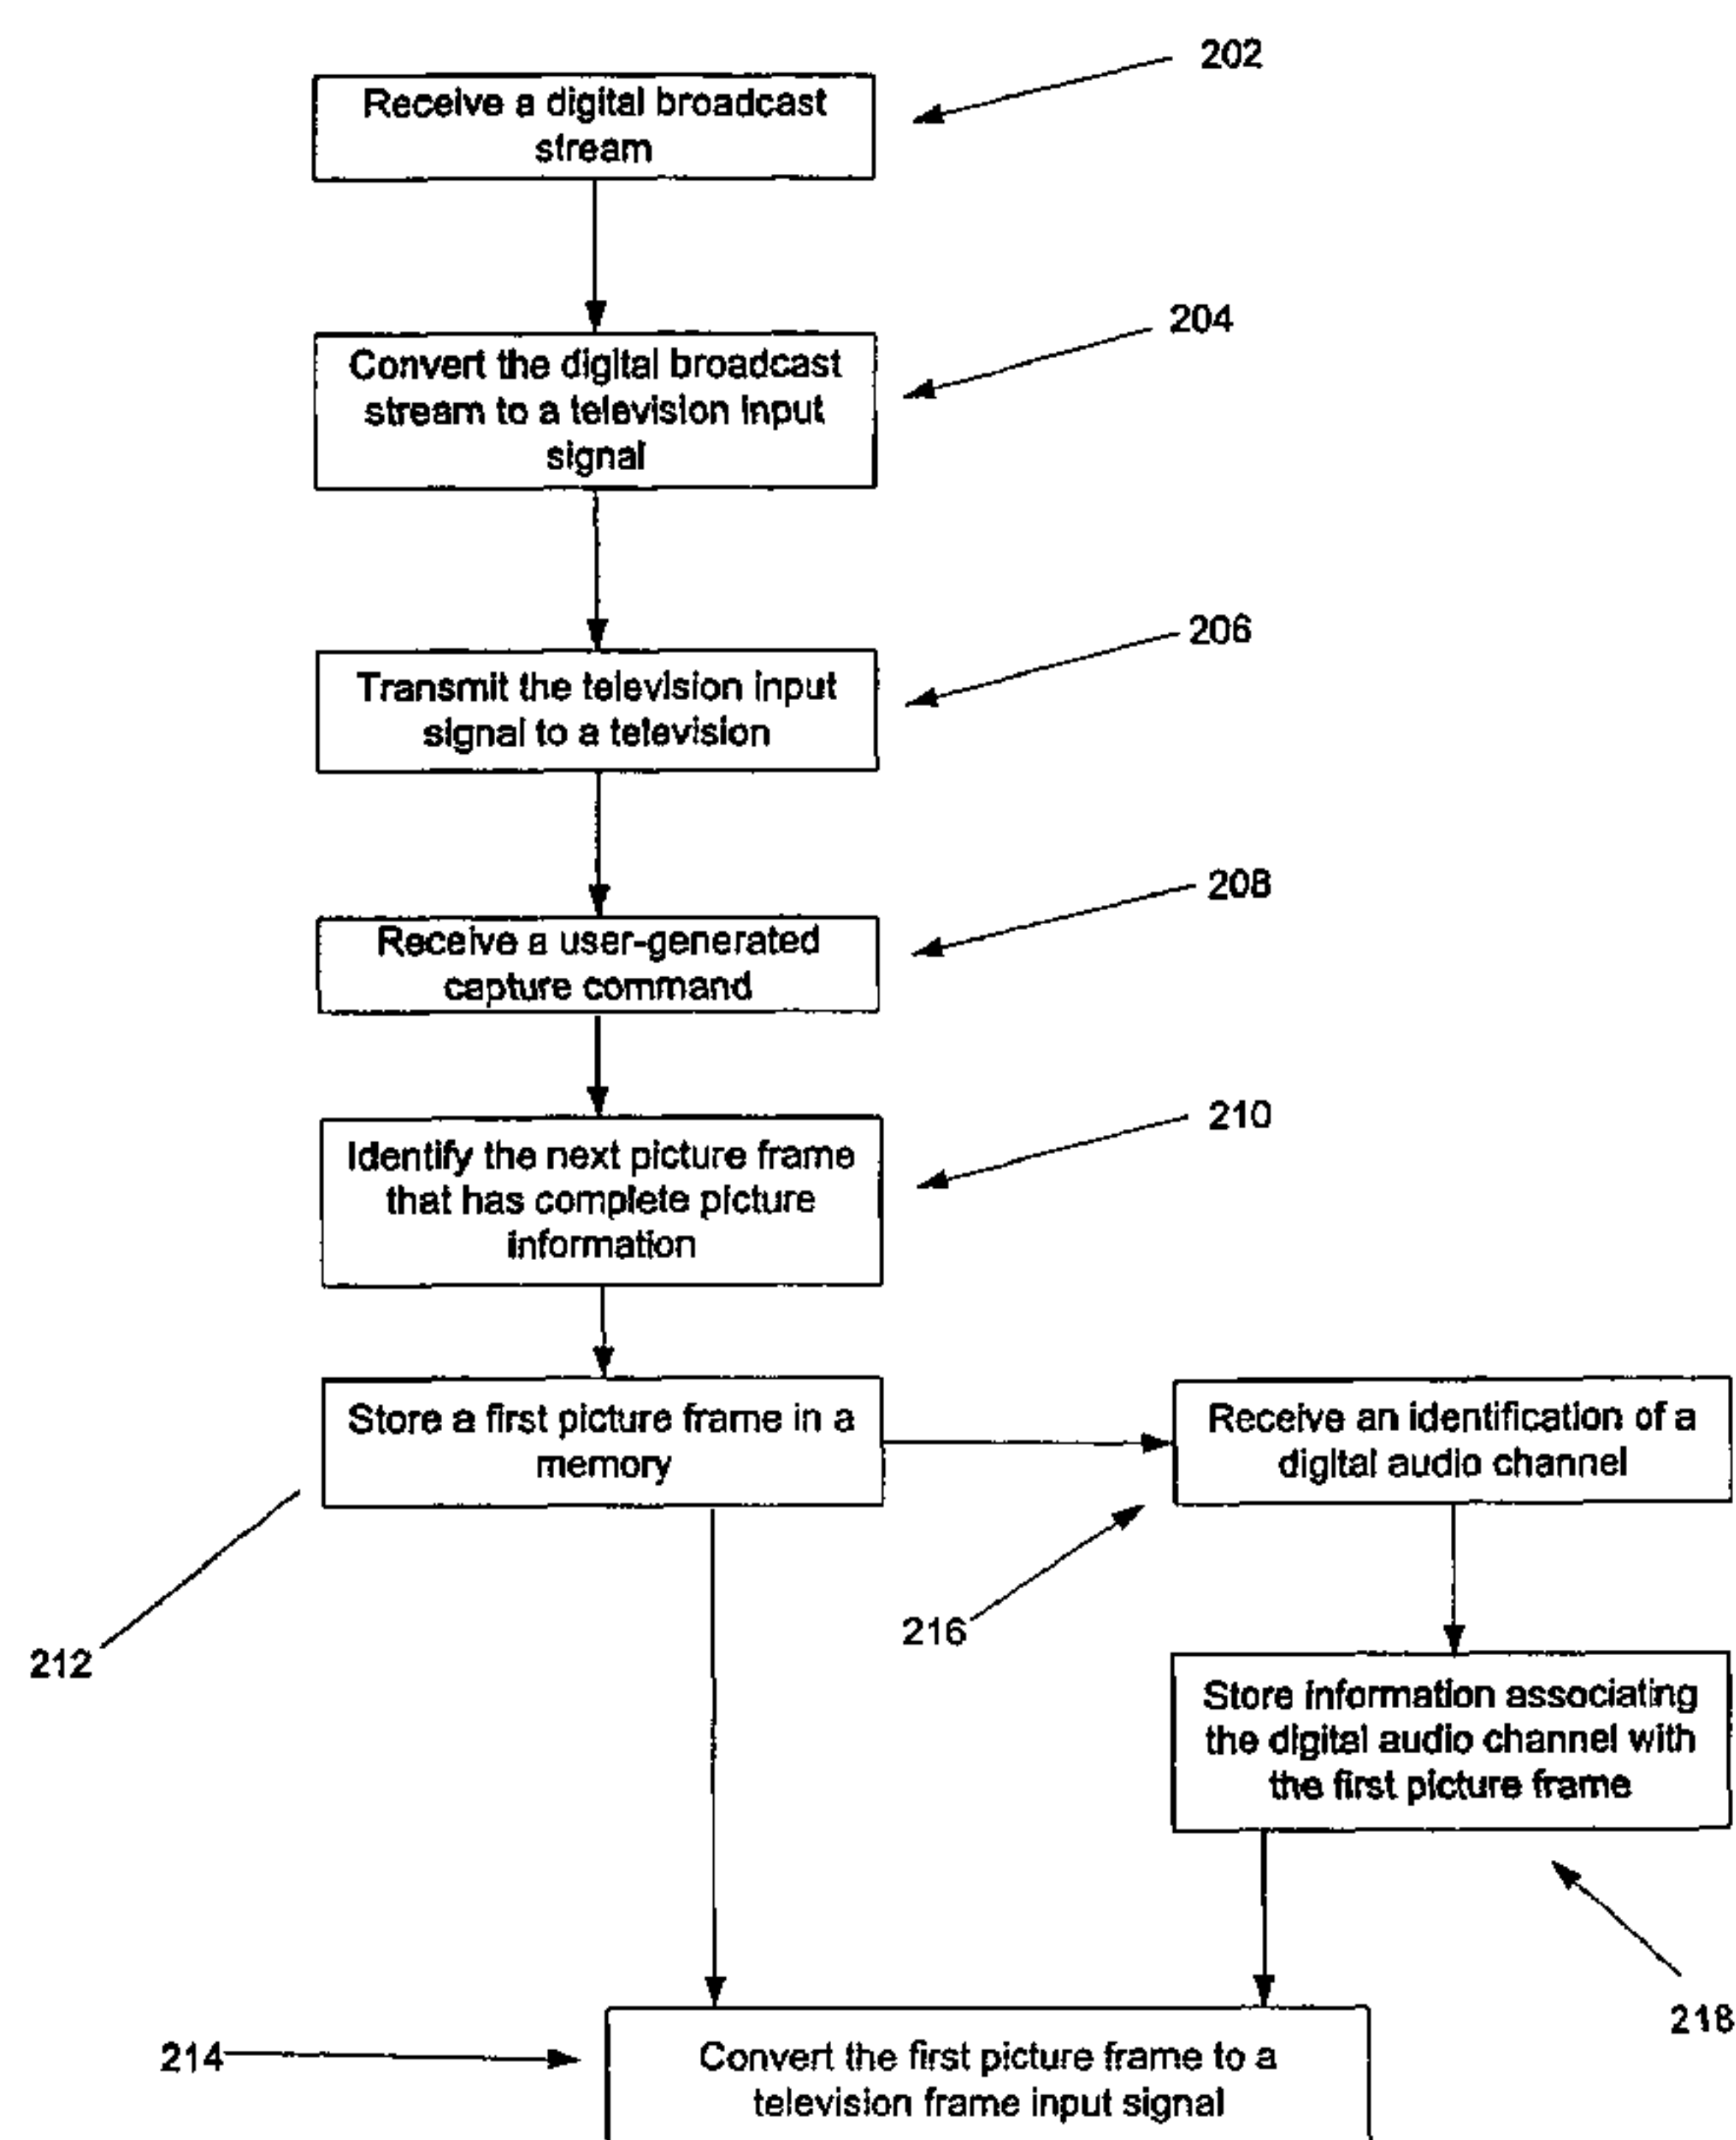 202
Receive a digital broadcast
stream
204
Convert the digital broadcast
stream to a television input
signal
206
Transmit the television input
signal to a television
208
Receive a user-generated
capture command
210
Identify the next picture frame
that has complete picture
information
Store a first picture frame in a
memory
Receive an identification of a
digital audio channel
212
216
Store information associating
the digital audio channel with
the first picture frame
218
214
Convert the first picture frame to a
television frame input signal